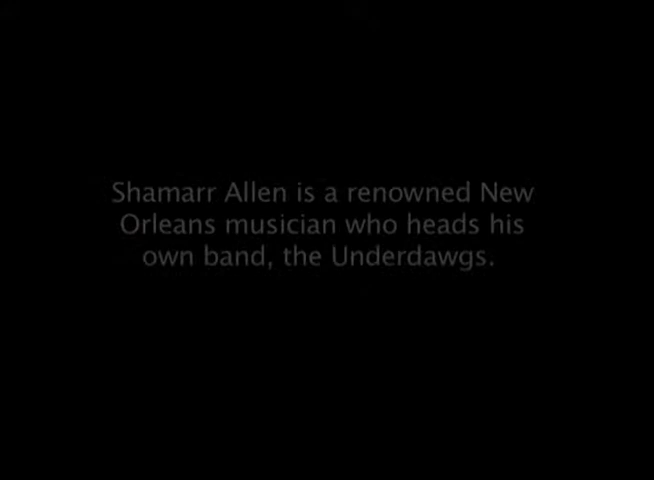 Shamarr Allen is a renowned New
Orleans musician who heads his
own band, the Underdawgs.